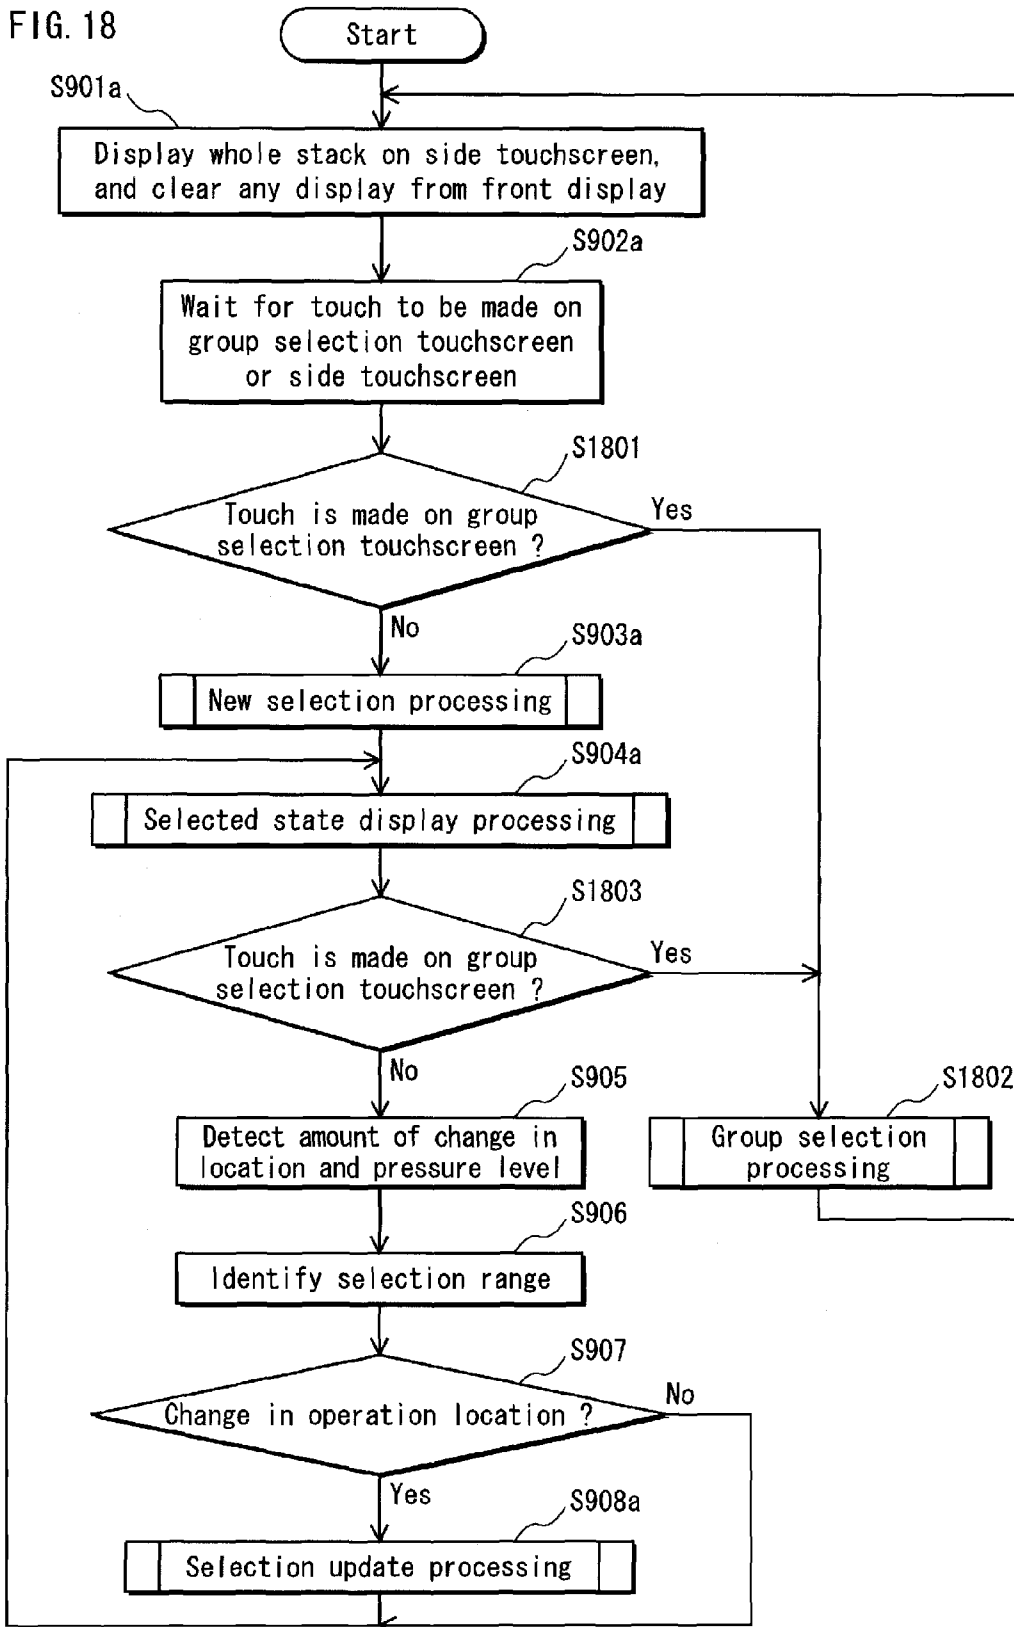 FIG. 18
Start
S901a
Display whole stack on side touchscreen,
and clear any display from front display
S902a
Wait for touch to be made on
group selection touchscreen
or side touchscreen
S1801
Touch is made on group
selection touchscreen ?
Yes
No
S903a
New selection processing
S904a
Selected state display processing
S1803
Touch is made on group
selection touchscreen ?
Yes
No
S905
Detect amount of change in
location and pressure level
S1802
Group selection
processing
S906
Identify selection range
S907
Change in operation location ?
No
Yes
S908a
Selection update processing